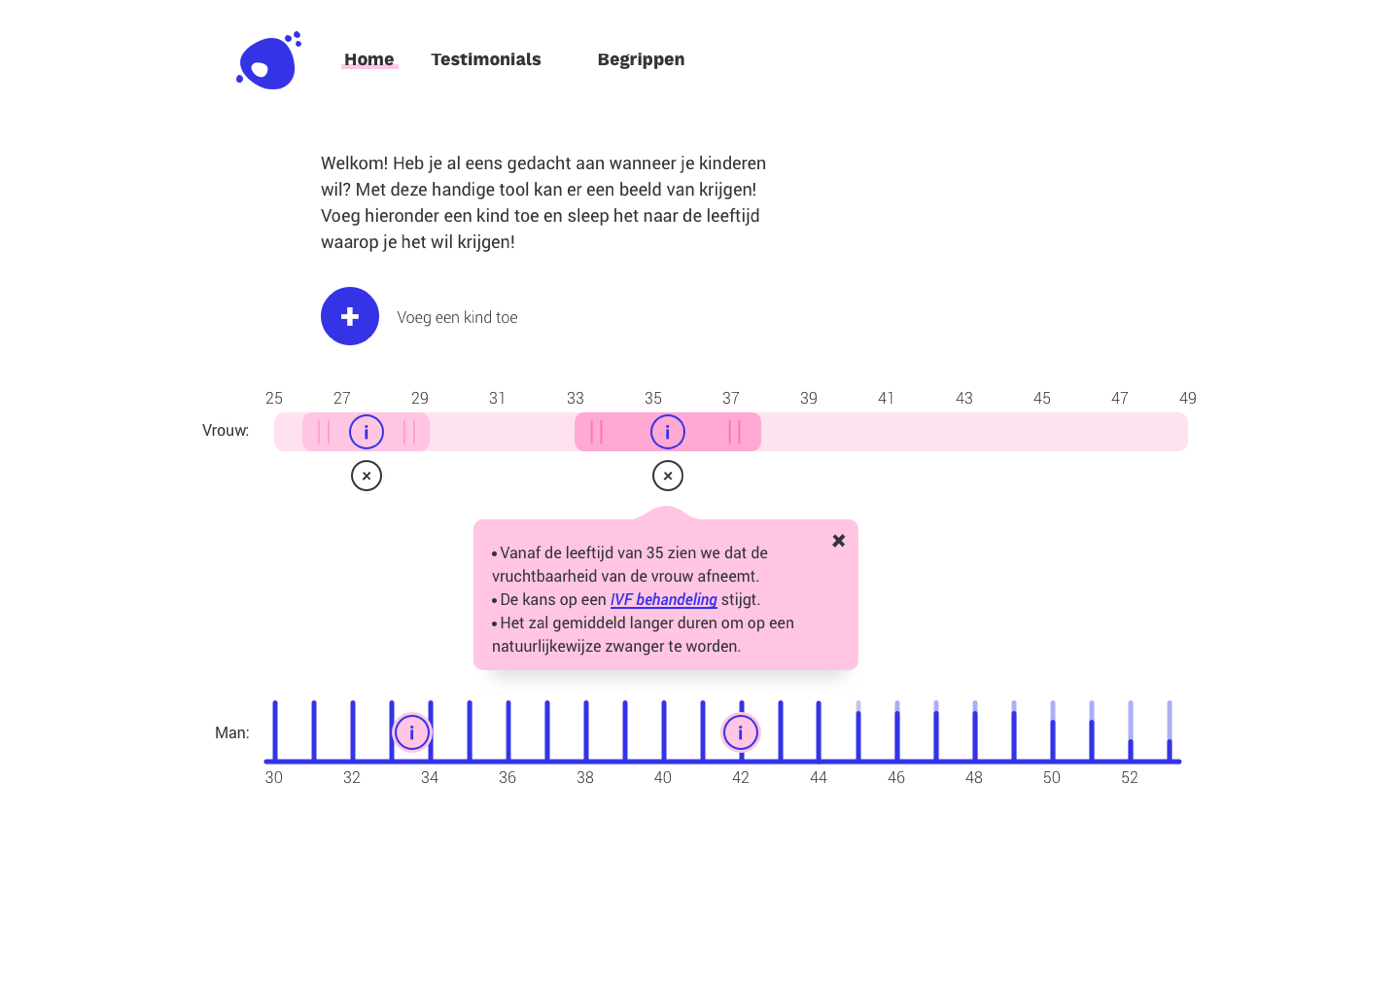 Home Testimonials Begrippen
Welkom! Heb je al eens gedacht aan wanneer je kinderen
wil? Met deze handige tool kan er een beeld van krijgen!
Voeg hieronder een kind toe en sleep het naar de leeftijd
waarop je het wil krijgen!
+ Voeg een kind toe
25 27 29 31 33 35 37 39 41 43 45 47 49
Vrouw: i i
× ×
• Vanaf de leeftijd van 35 zien we dat de
vruchtbaarheid van de vrouw afneemt.
• De kans op een IVF behandeling stijgt.
• Het zal gemiddeld langer duren om op een
natuurlijkewijze zwanger te worden.
Man: i i
30 32 34 36 38 40 42 44 46 48 50 52